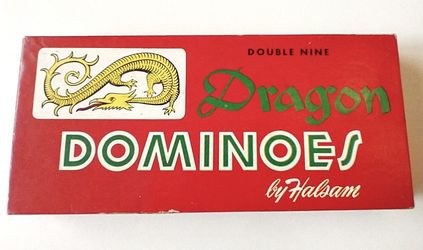 DOUBLE NINE
Dragon
DOMINOES
by Halsam